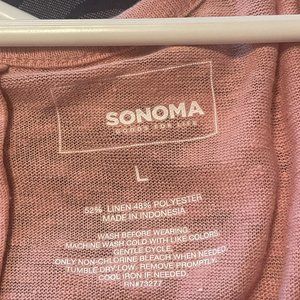 SONOMA
GOODS FOR LIFE
L
52% LINEN 48% POLYESTER
MADE IN INDONESIA
WASH BEFORE WEARING.
MACHINE WASH COLD WITH LIKE COLORS.
GENTLE CYCLE.
ONLY NON-CHLORINE BLEACH WHEN NEEDED.
TUMBLE DRY LOW. REMOVE PROMPTLY.
COOL IRON IF NEEDED.
RN#73277